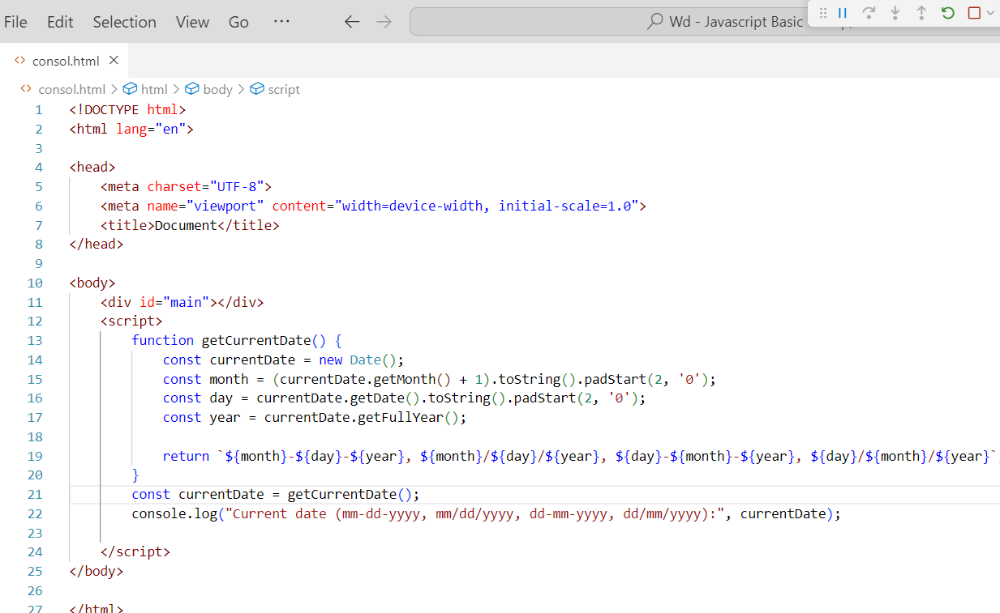 File Edit Selection View Go ··· Wd - Javascript Basic
consol.html
consol.html > html > body > script
1 <!DOCTYPE html>
2 <html lang="en">
3
4 <head>
5 <meta charset="UTF-8">
6 <meta name="viewport" content="width=device-width, initial-scale=1.0">
7 <title>Document</title>
8 </head>
9
10 <body>
11 <div id="main"></div>
12 <script>
13 function getCurrentDate() {
14 const currentDate = new Date();
15 const month = (currentDate.getMonth() + 1).toString().padStart(2, '0');
16 const day = currentDate.getDate().toString().padStart(2, '0');
17 const year = currentDate.getFullYear();
18
19 return `${month}-${day}-${year}, ${month}/${day}/${year}, ${day}-${month}-${year}, ${day}/${month}/${year}`
20 }
21 const currentDate = getCurrentDate();
22 console.log("Current date (mm-dd-yyyy, mm/dd/yyyy, dd-mm-yyyy, dd/mm/yyyy):", currentDate);
23
24 </script>
25 </body>
26
27 </html>